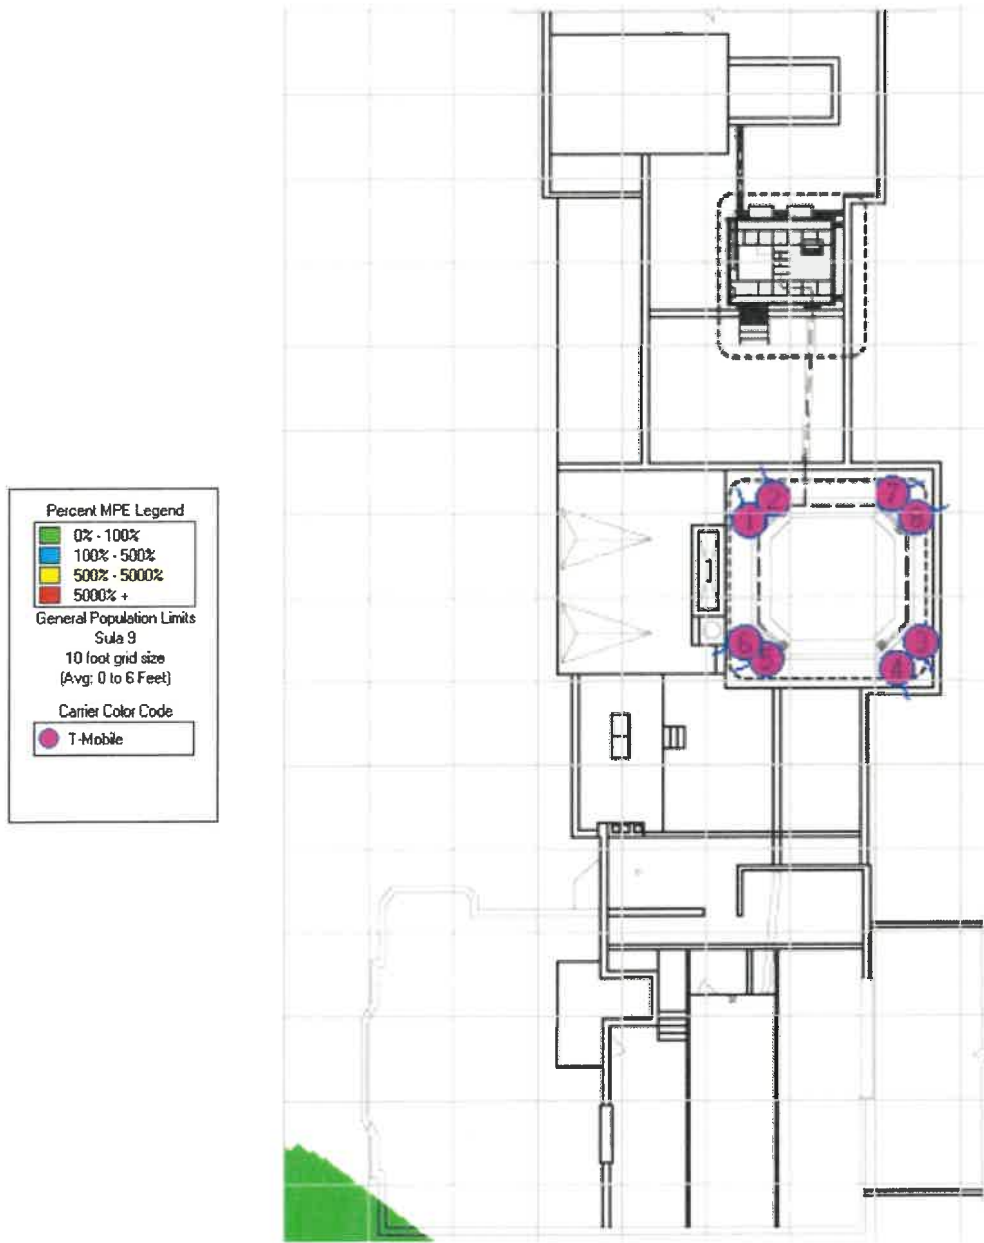 Percent MPE Legend
0% - 100%
100% - 500%
500% - 5000%
5000% +
General Population Limits
Sula 9
10 foot grid size
(Avg: 0 to 6 Feet)
Carrier Color Code
T-Mobile
2
7
1
8
6
3
5
4